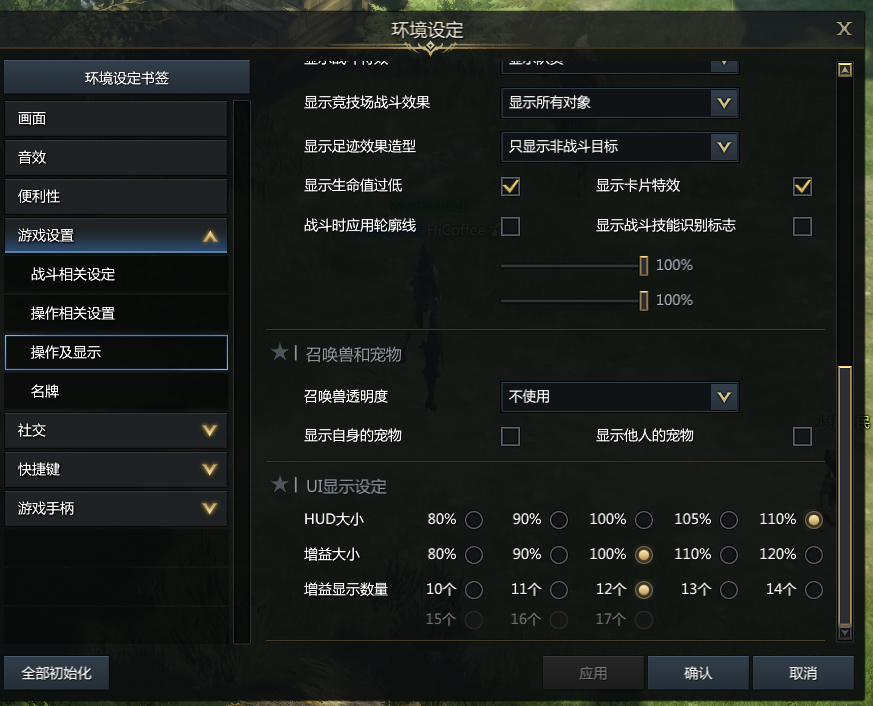 环境设定
X
环境设定书签
画面
音效
便利性
游戏设置
战斗相关设定
操作相关设置
操作及显示
名牌
社交
快捷键
游戏手柄
显示竞技场战斗效果 显示所有对象
显示足迹效果造型 只显示非战斗目标
显示生命值过低 显示卡片特效
战斗时应用轮廓线 显示战斗技能识别标志
HiCoffee
100%
100%
召唤兽和宠物
召唤兽透明度 不使用
显示自身的宠物 显示他人的宠物
UI显示设定
HUD大小 80% 90% 100% 105% 110%
增益大小 80% 90% 100% 110% 120%
增益显示数量 10个 11个 12个 13个 14个
15个 16个 17个
全部初始化 应用 确认 取消